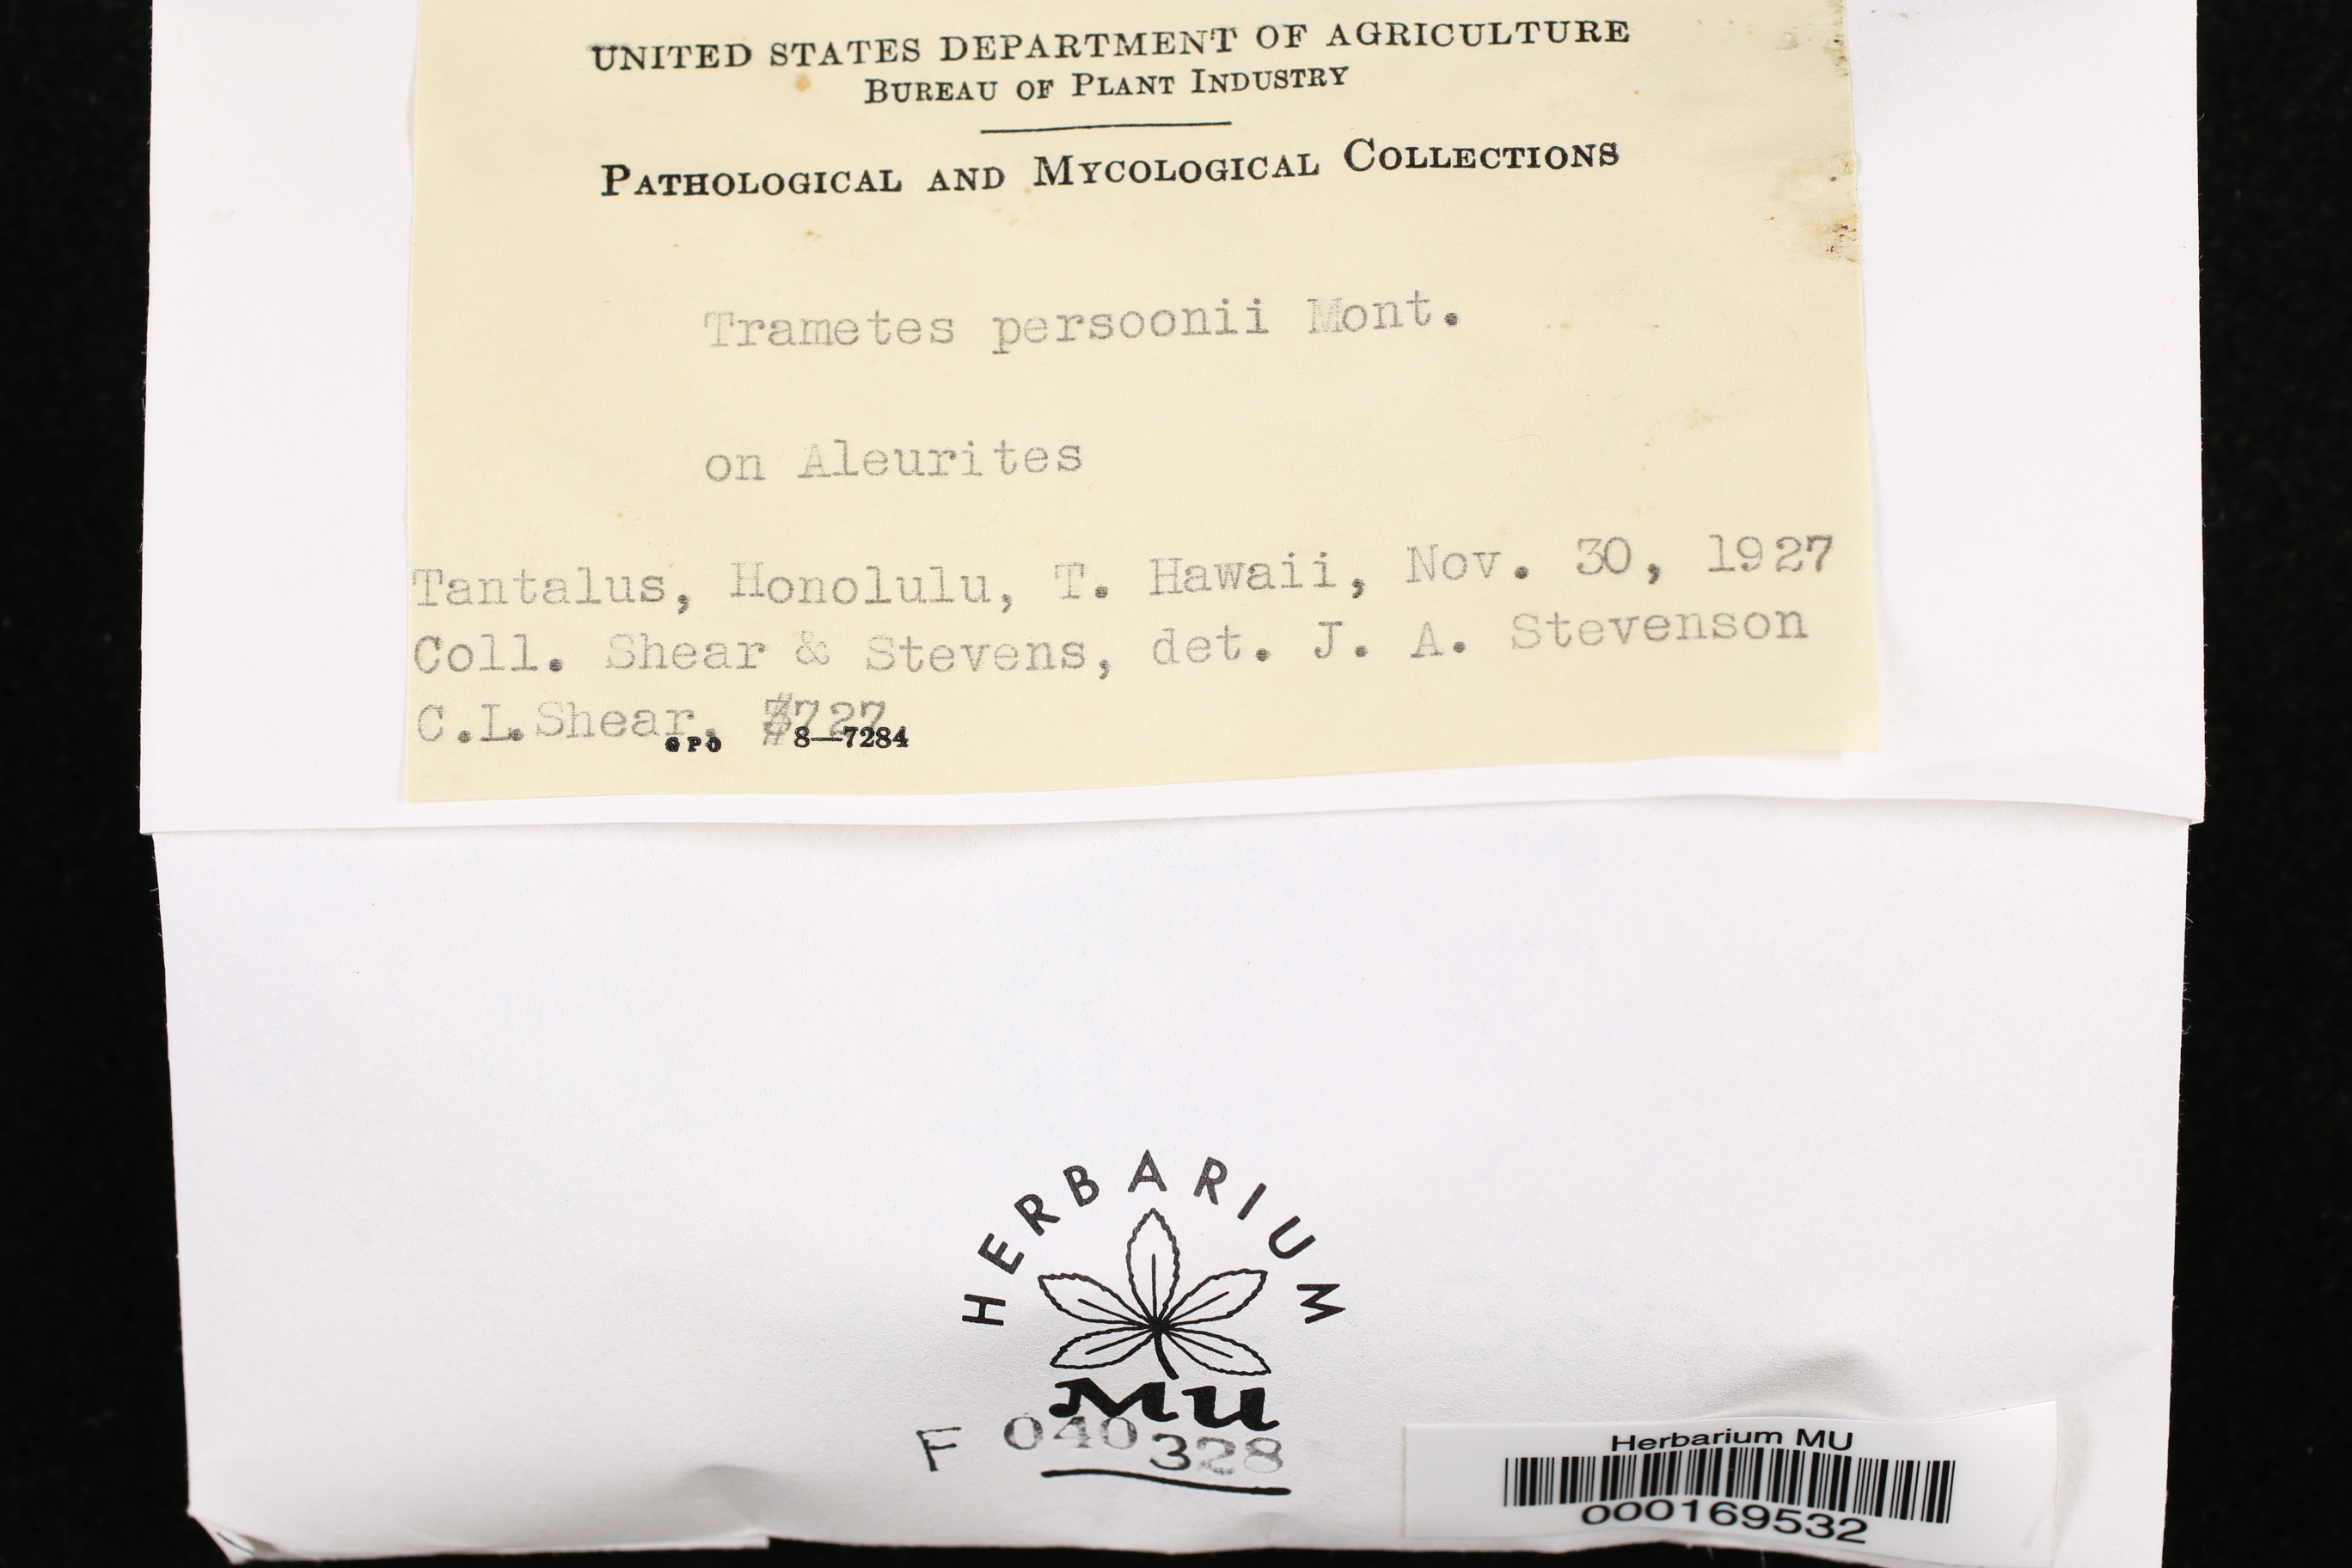 UNITED STATES DEPARTMENT OF AGRICULTURE
BUREAU OF PLANT INDUSTRY
PATHOLOGICAL AND MYCOLOGICAL COLLECTIONS
Trametes persoonii Mont.
on Aleurites
Tantalus, Honolulu, T. Hawaii, Nov. 30, 1927
Coll. Shear & Stevens, det. J. A. Stevenson
C.L.Shear,
GPO 8—7284
HERBARIUM
MU
F 040328
Herbarium MU
000169532